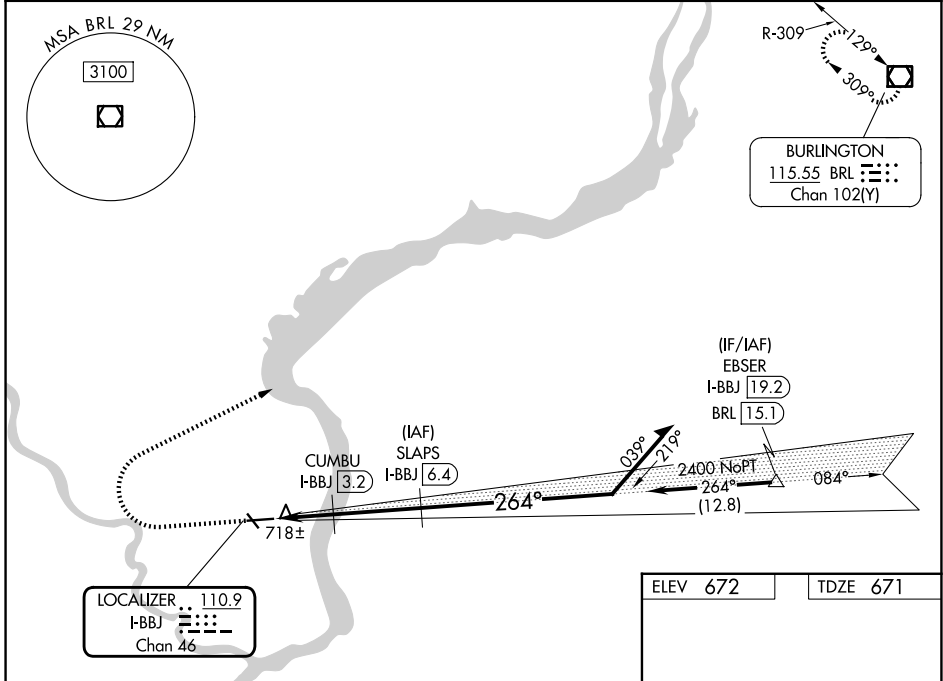 MSA BRL 29 NM
3100
R-309
129°
309°
BURLINGTON
115.55 BRL
Chan 102(Y)
(IF/IAF)
EBSER
I-BBJ 19.2
BRL 15.1
(IAF)
SLAPS
I-BBJ 6.4
CUMBU
I-BBJ 3.2
039°
219°
2400 NoPT
264°
(12.8)
084°
264°
718±
LOCALIZER 110.9
I-BBJ
Chan 46
ELEV 672
TDZE 671